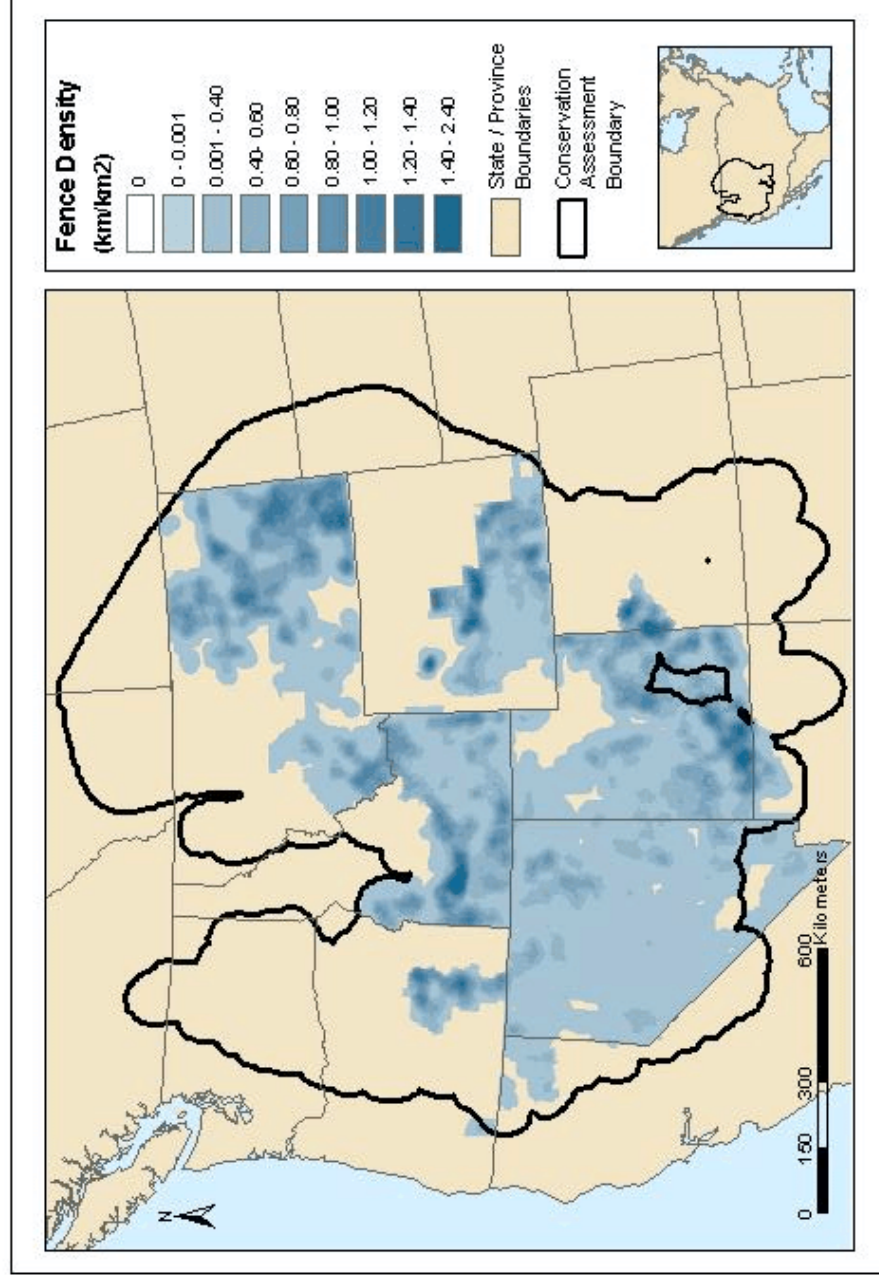 Fence Density
(km/km2)
0
0 - 0.001
0.001 - 0.40
0.40- 0.60
0.60 - 0.80
0.80 - 1.00
1.00 - 1.20
1.20 - 1.40
1.40 - 2.40
State / Province
Boundaries
Conservation
Assessment
Boundary
N
0 150 300 600
Kilometers